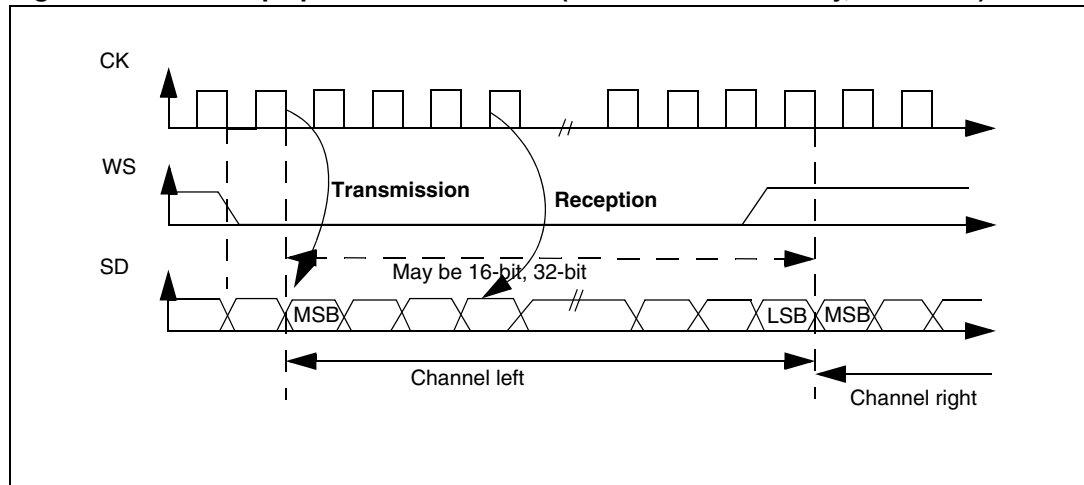 CK
WS
Transmission
Reception
SD
May be 16-bit, 32-bit
MSB
LSB
MSB
Channel left
Channel right